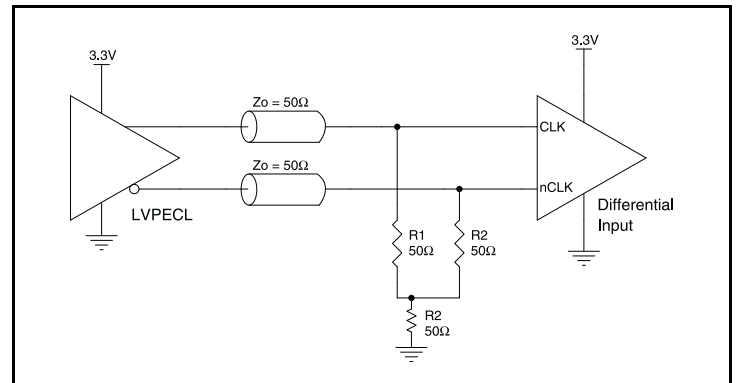 3.3V
3.3V
Zo = 50Ω
CLK
Zo = 50Ω
nCLK
LVPECL
Differential
Input
R1
50Ω
R2
50Ω
R2
50Ω